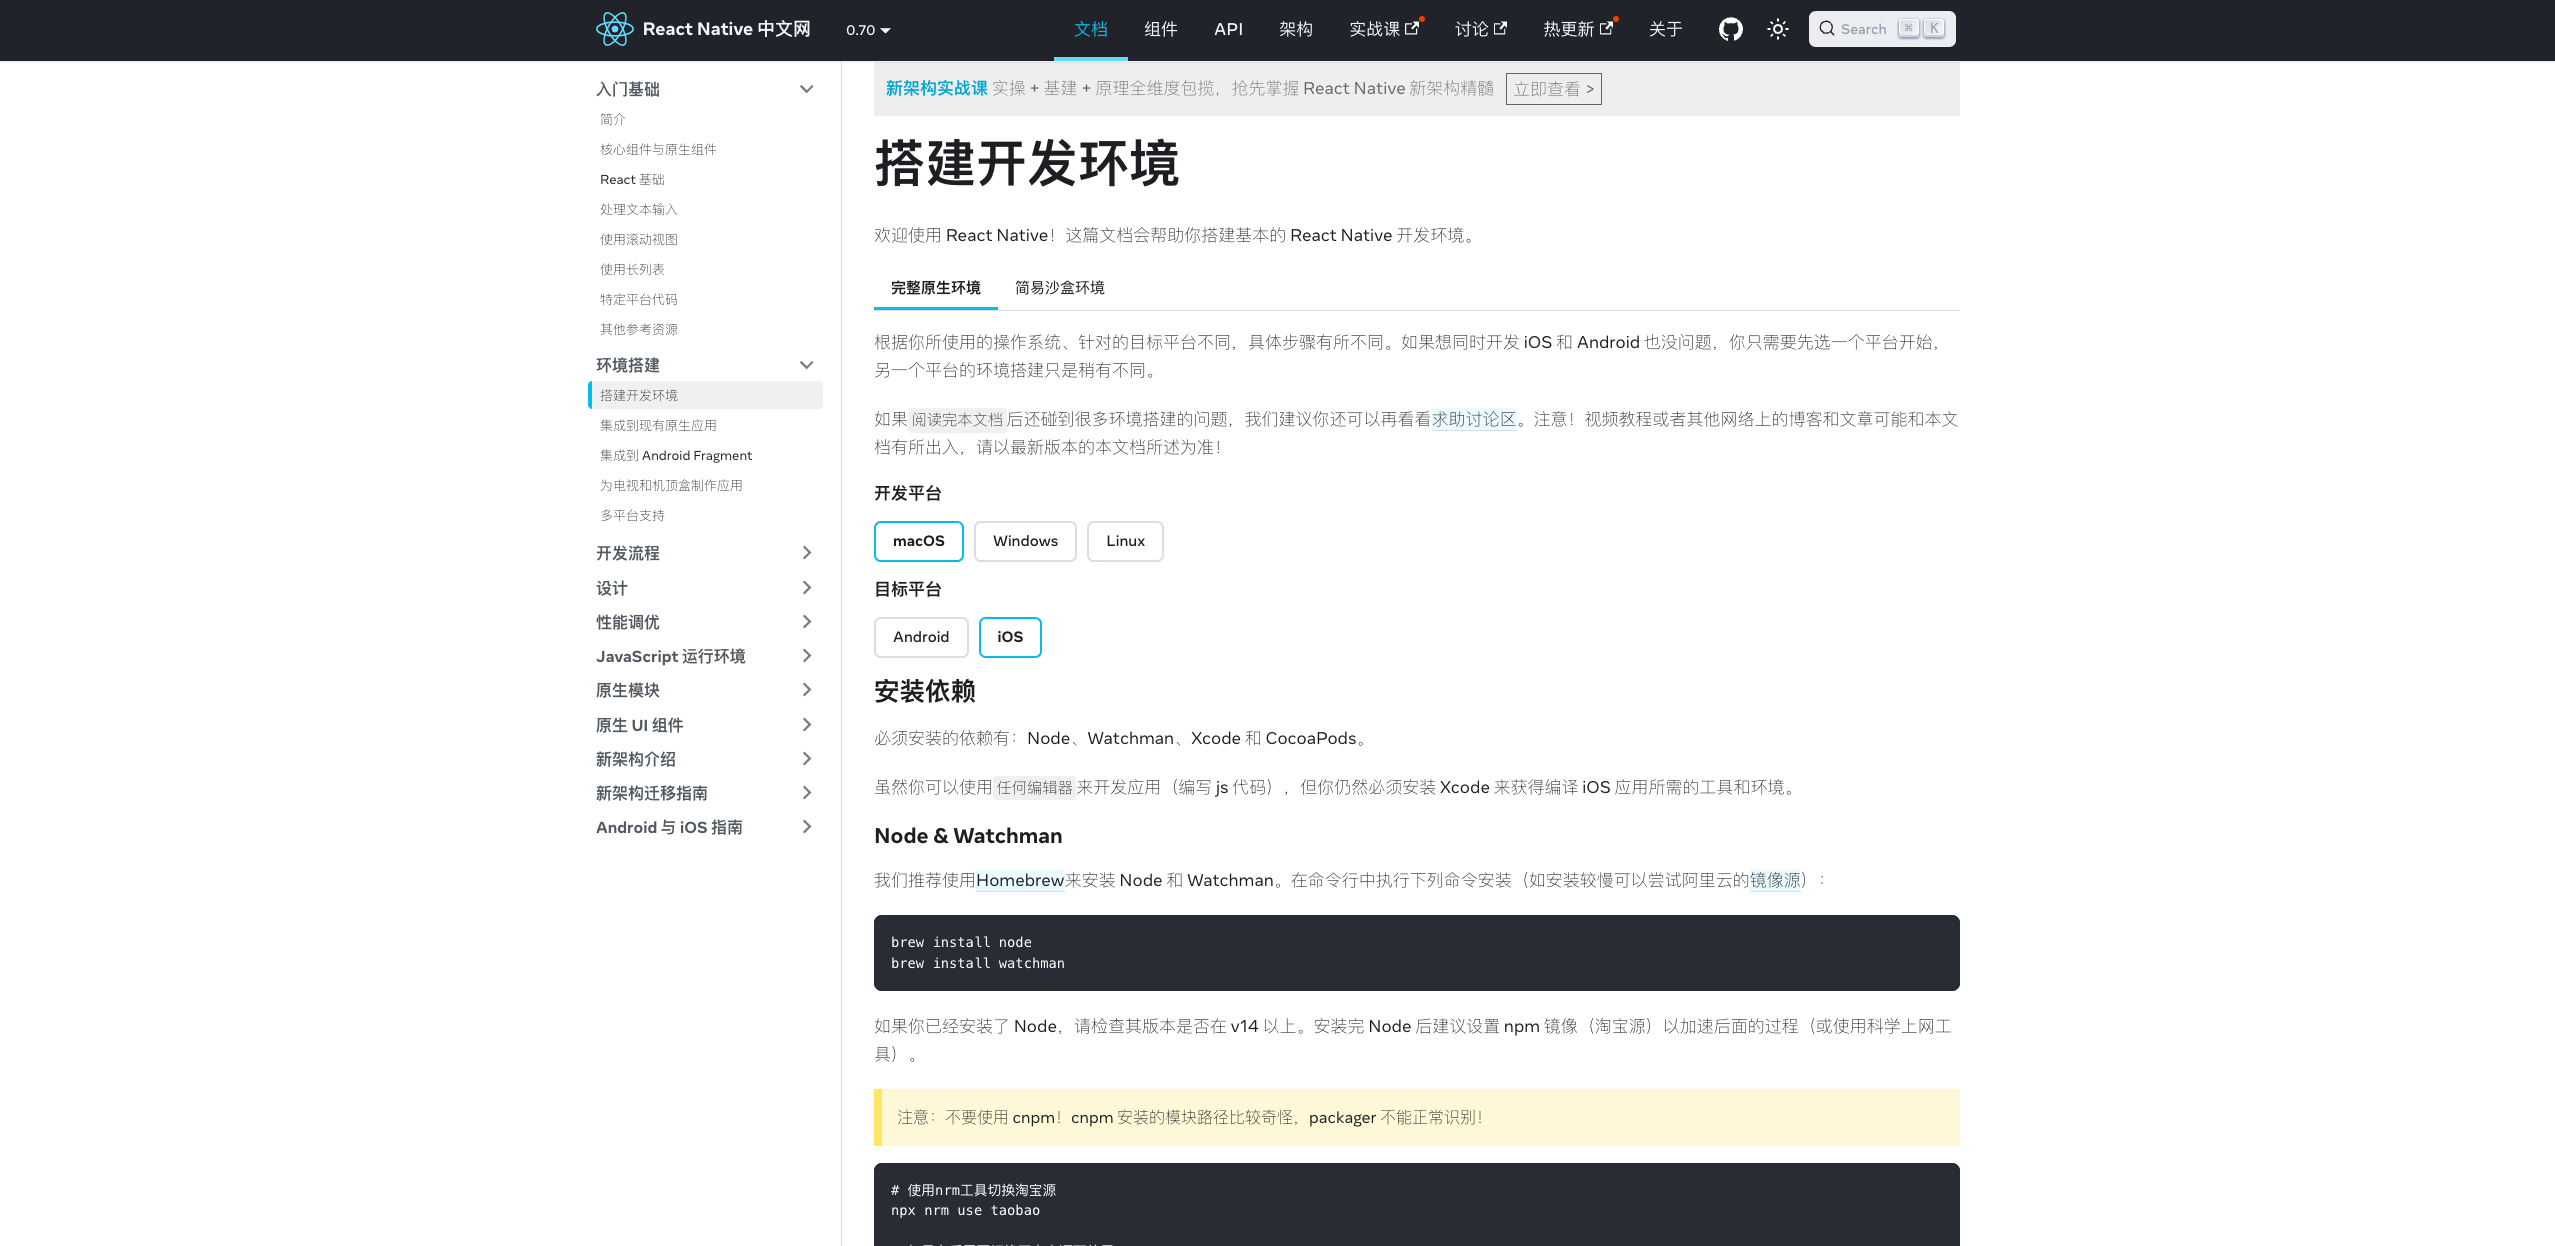 React Native 中文网
0.70
文档
组件
API
架构
实战课
讨论
热更新
关于
Search ⌘ K
入门基础
简介
核心组件与原生组件
React 基础
处理文本输入
使用滚动视图
使用长列表
特定平台代码
其他参考资源
环境搭建
搭建开发环境
集成到现有原生应用
集成到 Android Fragment
为电视和机顶盒制作应用
多平台支持
开发流程
设计
性能调优
JavaScript 运行环境
原生模块
原生 UI 组件
新架构介绍
新架构迁移指南
Android 与 iOS 指南
新架构实战课 实操 + 基建 + 原理全维度包揽，抢先掌握 React Native 新架构精髓 立即查看 >
搭建开发环境
欢迎使用 React Native！这篇文档会帮助你搭建基本的 React Native 开发环境。
完整原生环境 简易沙盒环境
根据你所使用的操作系统、针对的目标平台不同，具体步骤有所不同。如果想同时开发 iOS 和 Android 也没问题，你只需要先选一个平台开始，
另一个平台的环境搭建只是稍有不同。
如果 阅读完本文档 后还碰到很多环境搭建的问题，我们建议你还可以再看看求助讨论区。注意！视频教程或者其他网络上的博客和文章可能和本文
档有所出入，请以最新版本的本文档所述为准！
开发平台
macOS Windows Linux
目标平台
Android iOS
安装依赖
必须安装的依赖有：Node、Watchman、Xcode 和 CocoaPods。
虽然你可以使用 任何编辑器 来开发应用（编写 js 代码），但你仍然必须安装 Xcode 来获得编译 iOS 应用所需的工具和环境。
Node & Watchman
我们推荐使用Homebrew来安装 Node 和 Watchman。在命令行中执行下列命令安装（如安装较慢可以尝试阿里云的镜像源）：
brew install node
brew install watchman
如果你已经安装了 Node，请检查其版本是否在 v14 以上。安装完 Node 后建议设置 npm 镜像（淘宝源）以加速后面的过程（或使用科学上网工
具）。
注意：不要使用 cnpm！cnpm 安装的模块路径比较奇怪，packager 不能正常识别！
# 使用nrm工具切换淘宝源
npx nrm use taobao